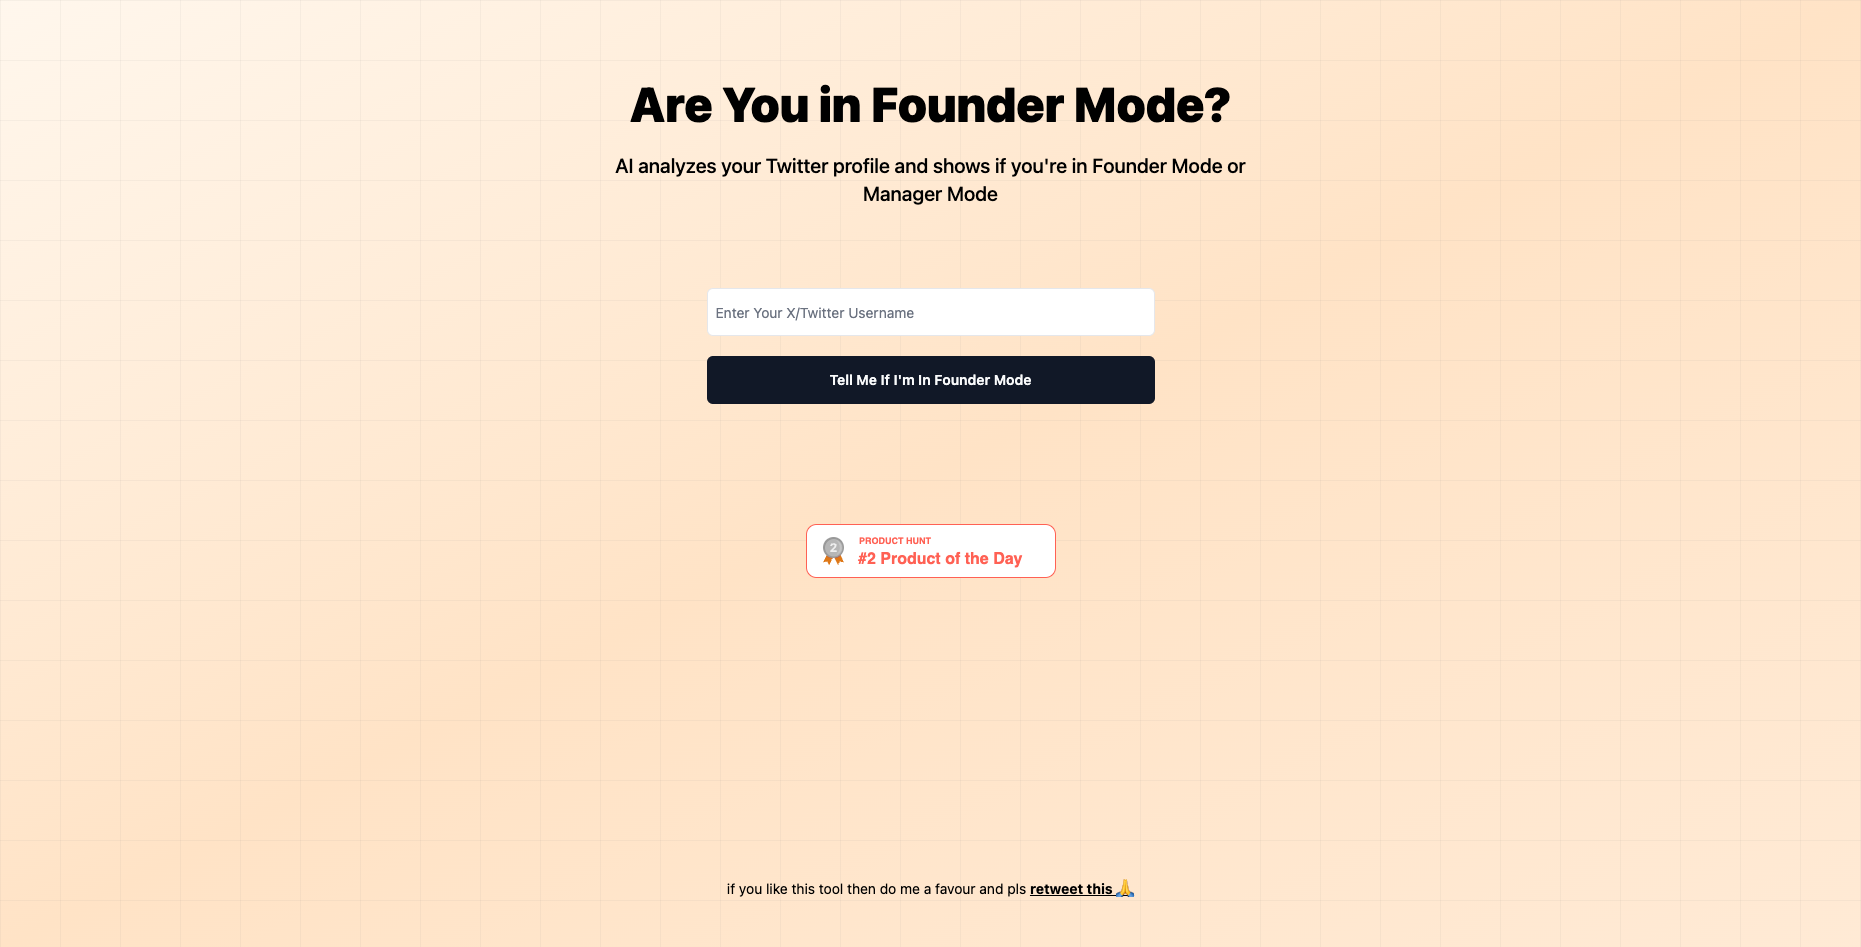 Are You in Founder Mode?
AI analyzes your Twitter profile and shows if you're in Founder Mode or
Manager Mode
Enter Your X/Twitter Username
Tell Me If I'm In Founder Mode
2
PRODUCT HUNT
#2 Product of the Day
if you like this tool then do me a favour and pls retweet this 🙏